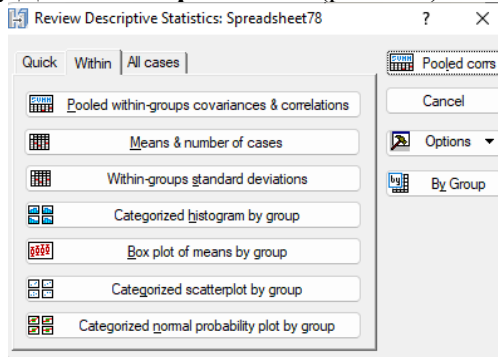 Review Descriptive Statistics: Spreadsheet78 ? X
Quick Within All cases
Pooled within-groups covariances & correlations
Means & number of cases
Within-groups standard deviations
Categorized histogram by group
Box plot of means by group
Categorized scatterplot by group
Categorized normal probability plot by group
Pooled corrs
Cancel
Options
By Group